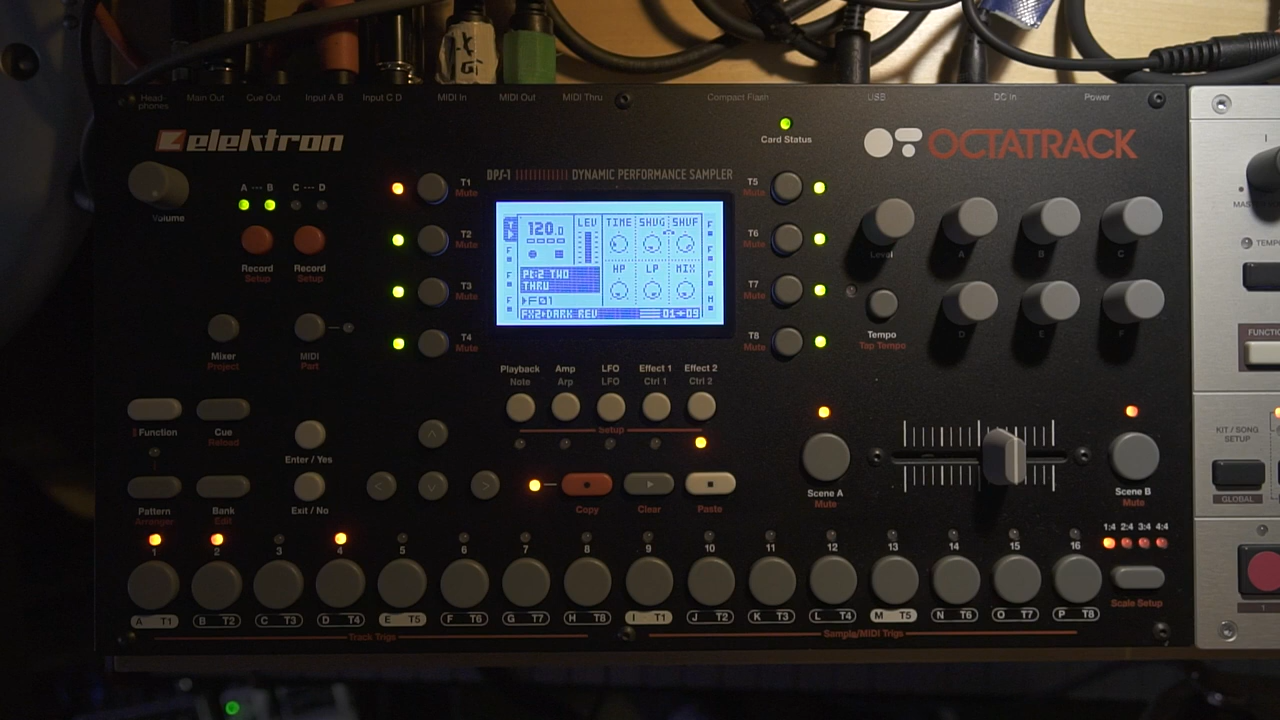 Head-phones Main Out Cue Out Input A B Input C D MIDI In MIDI Out MIDI Thru Compact Flash USB DC In Power
elektron
Card Status
OCTATRACK
DPS-1 DYNAMIC PERFORMANCE SAMPLER
Volume
A --- B C --- D
Record Setup
Record Setup
T1 Mute
T2 Mute
T3 Mute
T4 Mute
T5 Mute
T6 Mute
T7 Mute
T8 Mute
120.0 LEV TIME SHVG SHVF
HP LP MIX
Pt:2 TWO
THRU
F01
FX2 DARK REV 01 09
Level A B C
Tempo D E F
Tap Tempo
Mixer MIDI
Project Part
Playback Amp LFO Effect 1 Effect 2
Note Arp LFO Ctrl 1 Ctrl 2
Setup
Function Cue
Reload
Enter / Yes
Pattern Bank Exit / No
Arranger Edit
Copy Clear Paste
Scene A
Mute
Scene B
Mute
1:4 2:4 3:4 4:4
1 2 3 4 5 6 7 8 9 10 11 12 13 14 15 16
A T1 B T2 C T3 D T4 E T5 F T6 G T7 H T8 I T1 J T2 K T3 L T4 M T5 N T6 O T7 P T8
Scale Setup
Track Trigs Sample/MIDI Trigs
KIT / SONG
SETUP
GLOBAL